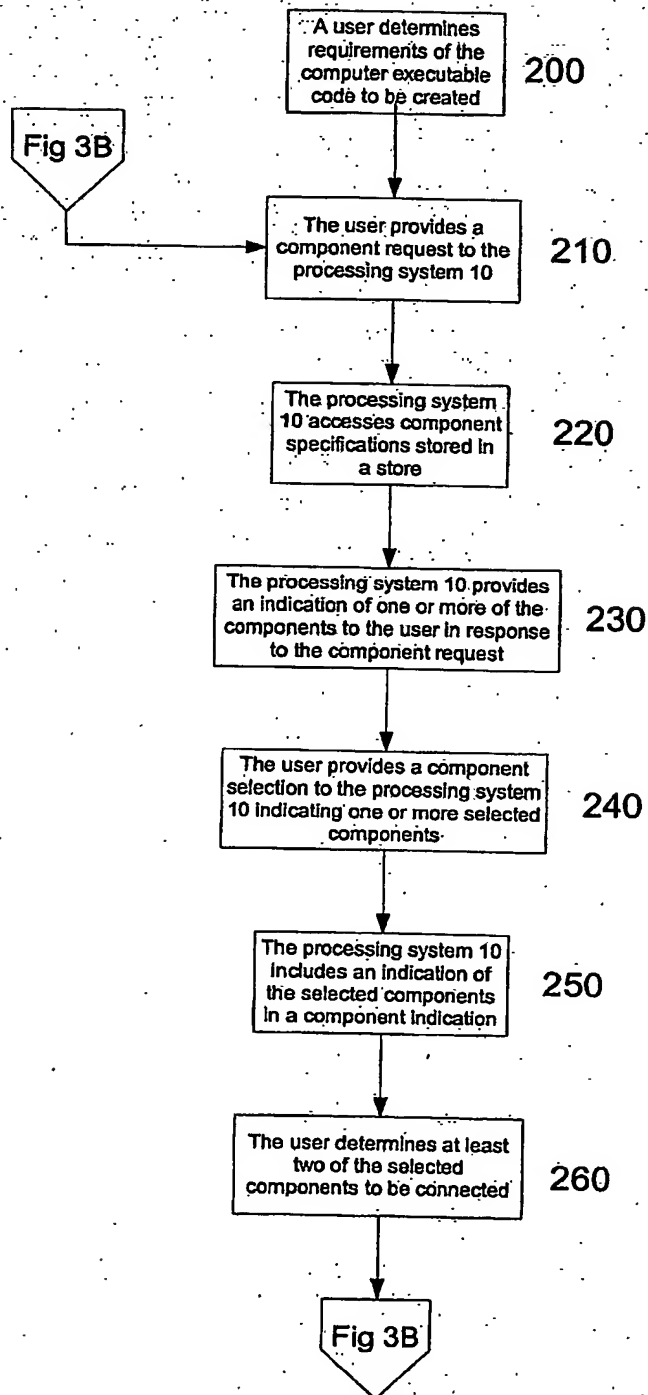 A user determines
requirements of the
computer executable
code to be created
200
Fig 3B
The user provides a
component request to the
processing system 10
210
The processing system
10 accesses component
specifications stored in
a store
220
The processing system 10 provides
an indication of one or more of the
components to the user in response
to the component request
230
The user provides a component
selection to the processing system
10 indicating one or more selected
components
240
The processing system 10
includes an indication of
the selected components
in a component indication
250
The user determines at least
two of the selected
components to be connected
260
Fig 3B